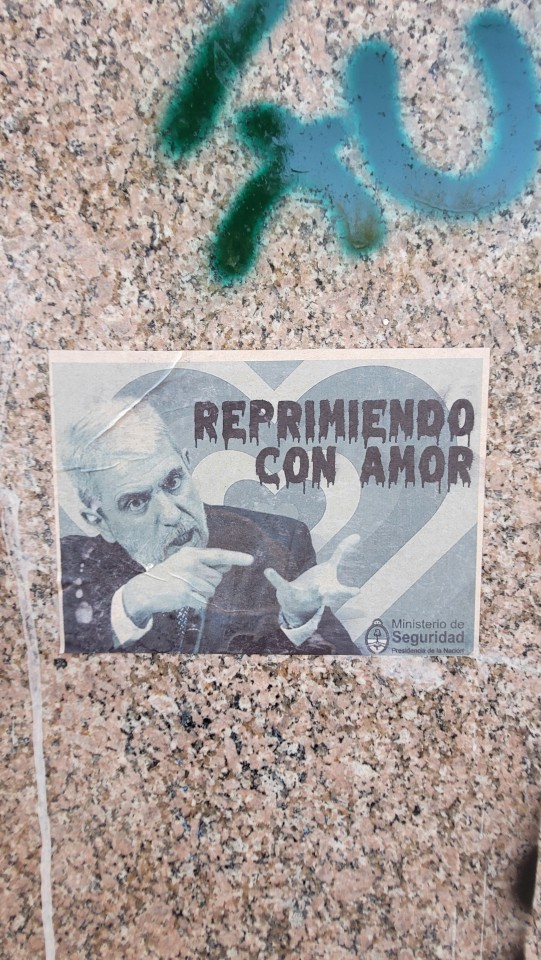 REPRIMIENDO
CON AMOR
Ministerio de
Seguridad
Presidencia de la Nación